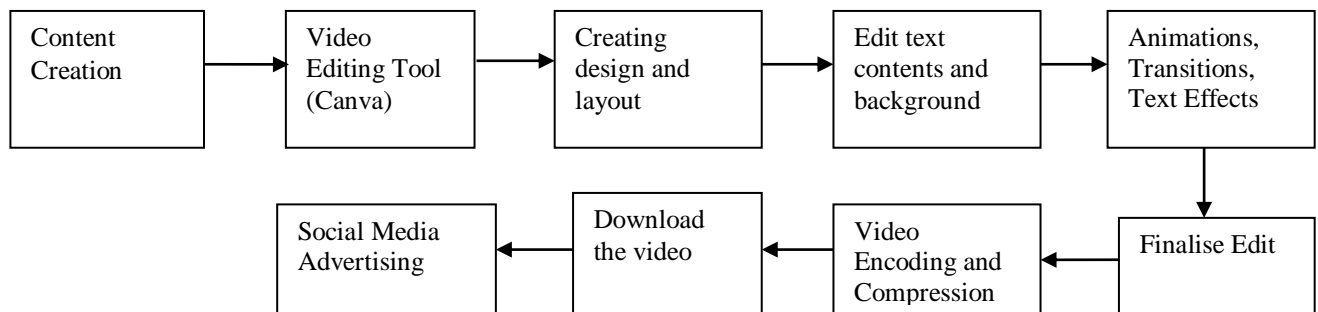 Content
Creation
Video
Editing Tool
(Canva)
Creating
design and
layout
Edit text
contents and
background
Animations,
Transitions,
Text Effects
Finalise Edit
Video
Encoding and
Compression
Download
the video
Social Media
Advertising